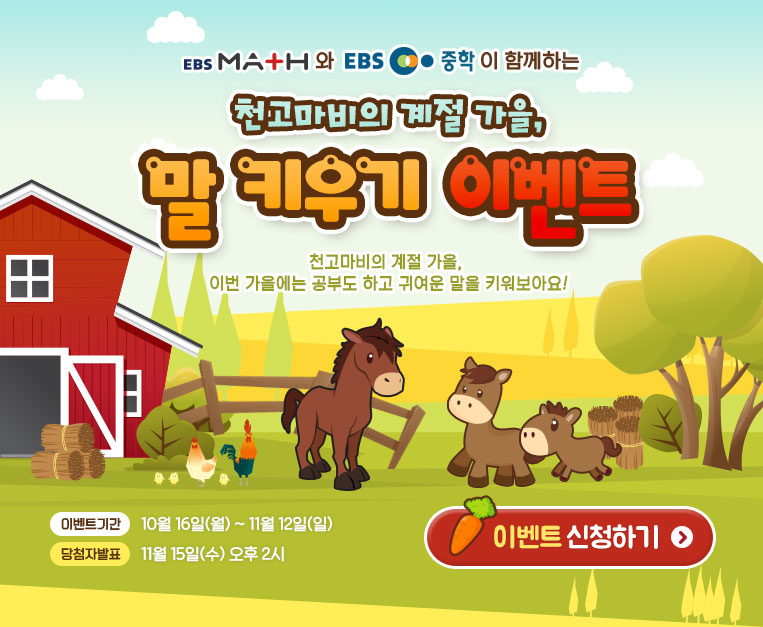 EBS MATH 와 EBS 중학 이 함께하는
천고마비의 계절 가을,
말 키우기 이벤트
천고마비의 계절 가을,
이번 가을에는 공부도 하고 귀여운 말을 키워보아요!
이벤트기간 10월 16일(월) ~ 11월 12일(일)
당첨자발표 11월 15일(수) 오후 2시
이벤트 신청하기